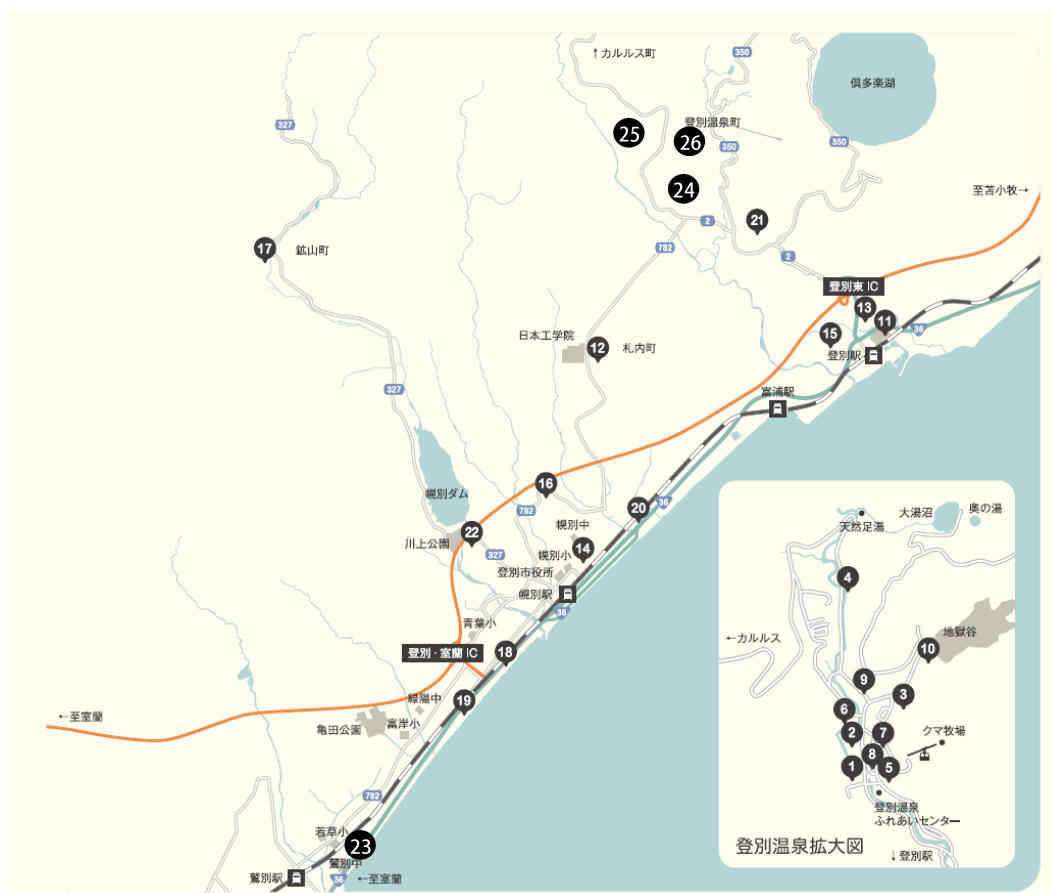 ↑カルルス町
350
倶多楽湖
327
25
登別温泉町
26
350
350
24
至苫小牧→
21
2
17
鉱山町
782
2
登別東IC
13
11
36
15
日本工学院
12
札内町
登別駅
327
富浦駅
16
幌別ダム
20
36
782
幌別中
川上公園
22
327
幌別小
14
登別市役所
幌別駅
36
青葉小
登別・室蘭IC
18
19
緑陽中
←至室蘭
亀田公園
富岸小
782
若草小
23
鷲別中
鷲別駅
36
←至室蘭
天然足湯
大湯沼
奥の湯
4
←カルルス
地獄谷
10
9
3
6
2
7
クマ牧場
8
1
5
登別温泉
ふれあいセンター
登別温泉拡大図
↓登別駅